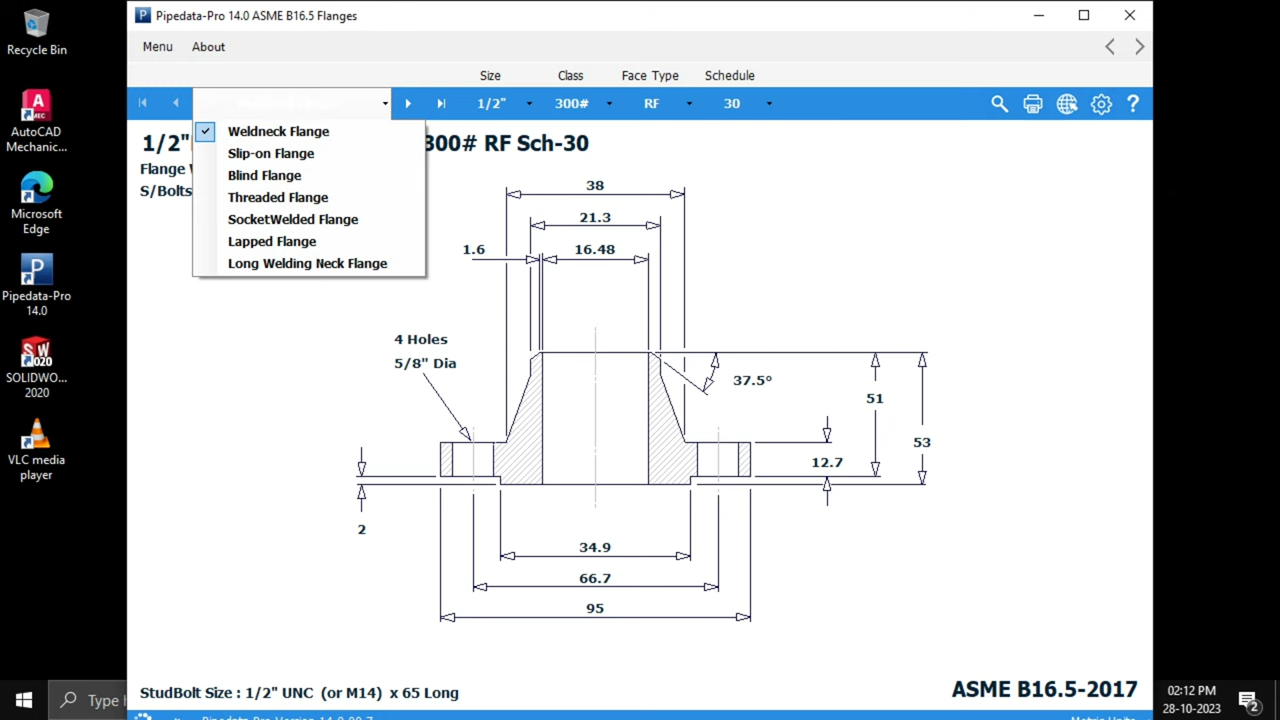 Recycle Bin
AutoCAD
Mechanic...
Microsoft
Edge
Pipedata-Pro
14.0
SOLIDWO...
2020
VLC media
player
Pipedata-Pro 14.0 ASME B16.5 Flanges
Menu About
Size Class Face Type Schedule
1/2" 300# RF 30
1/2" 300# RF Sch-30
Flange
S/Bolts
Weldneck Flange
Slip-on Flange
Blind Flange
Threaded Flange
SocketWelded Flange
Lapped Flange
Long Welding Neck Flange
38
21.3
1.6 16.48
4 Holes
5/8" Dia
37.5°
51
53
12.7
2
34.9
66.7
95
StudBolt Size : 1/2" UNC (or M14) x 65 Long
ASME B16.5-2017
Type
02:12 PM
28-10-2023
2